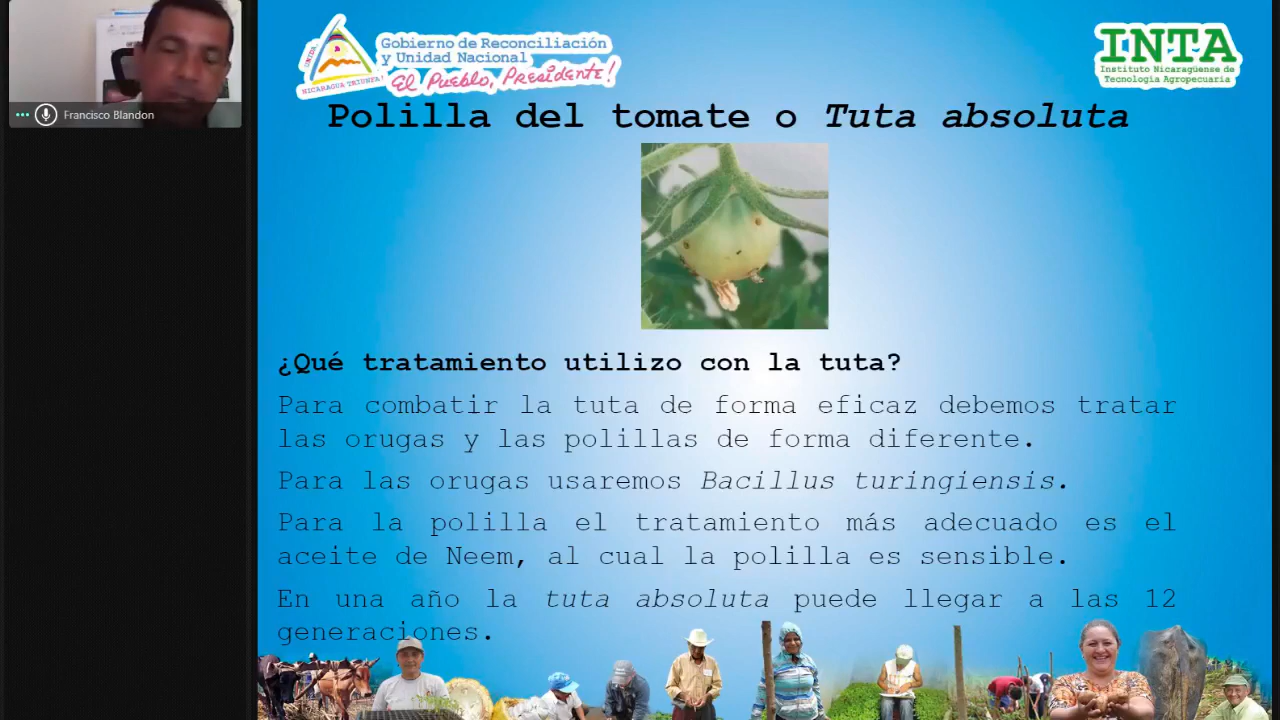 Francisco Blandon
UNIDA,
NICARAGUA TRIUNFA!
Gobierno de Reconciliación
y Unidad Nacional
El Pueblo, Presidente!
INTA
Instituto Nicaragüense de
Tecnología Agropecuaria
Polilla del tomate o Tuta absoluta
¿Qué tratamiento utilizo con la tuta?
Para combatir la tuta de forma eficaz debemos tratar
las orugas y las polillas de forma diferente.
Para las orugas usaremos Bacillus turingiensis.
Para la polilla el tratamiento más adecuado es el
aceite de Neem, al cual la polilla es sensible.
En una año la tuta absoluta puede llegar a las 12
generaciones.